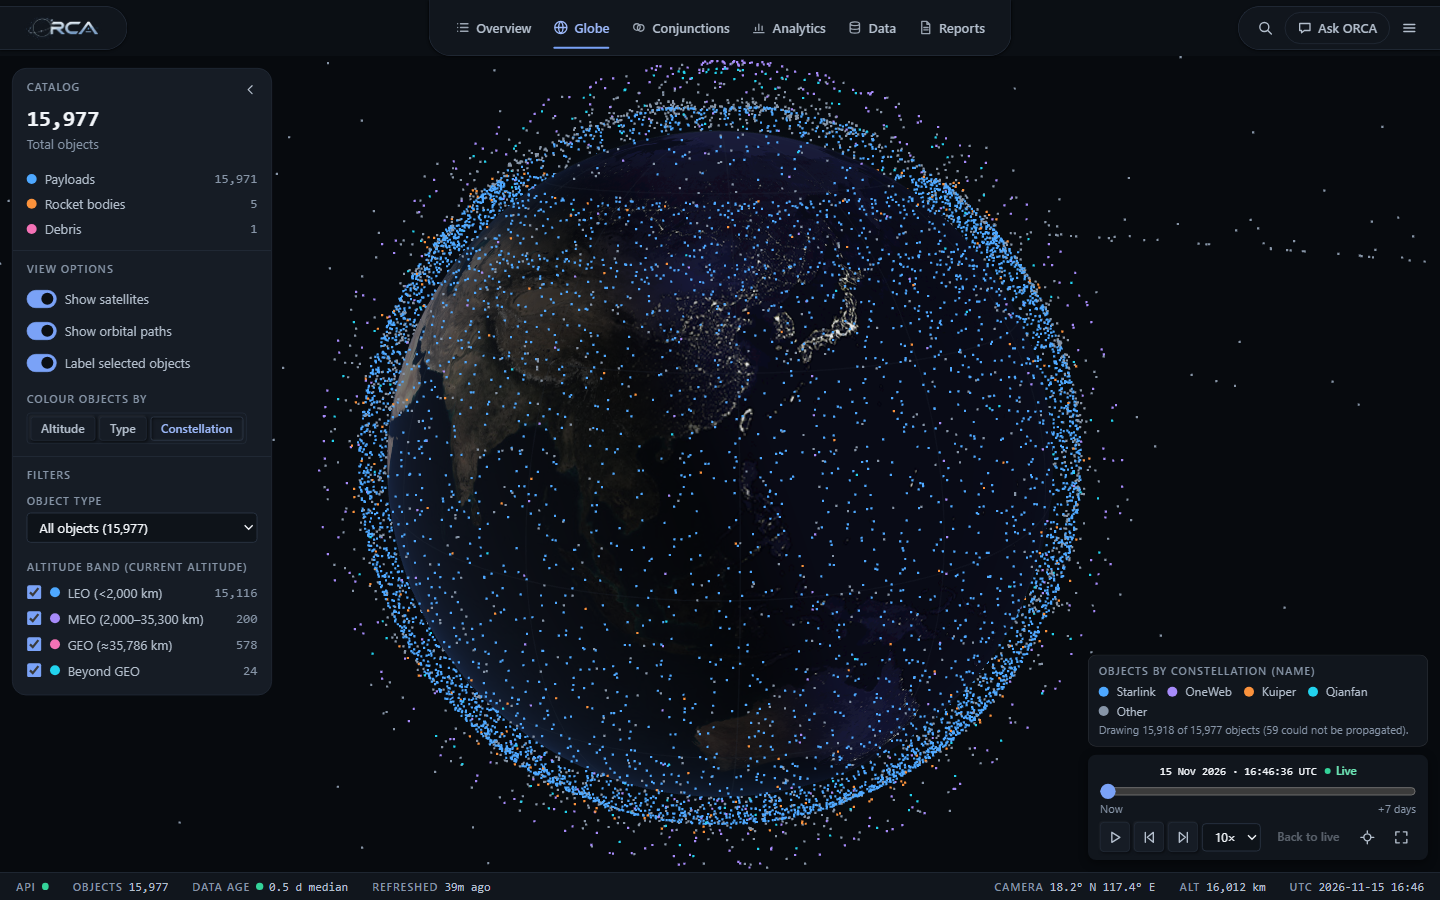 ORCA
Overview
Globe
Conjunctions
Analytics
Data
Reports
Ask ORCA
CATALOG
15,977
Total objects
Payloads 15,971
Rocket bodies 5
Debris 1
VIEW OPTIONS
Show satellites
Show orbital paths
Label selected objects
COLOUR OBJECTS BY
Altitude Type Constellation
FILTERS
OBJECT TYPE
All objects (15,977)
ALTITUDE BAND (CURRENT ALTITUDE)
LEO (<2,000 km) 15,116
MEO (2,000–35,300 km) 200
GEO (≈35,786 km) 578
Beyond GEO 24
OBJECTS BY CONSTELLATION (NAME)
Starlink OneWeb Kuiper Qianfan
Other
Drawing 15,918 of 15,977 objects (59 could not be propagated).
15 Nov 2026 · 16:46:36 UTC Live
Now +7 days
10× Back to live
API OBJECTS 15,977 DATA AGE 0.5 d median REFRESHED 39m ago
CAMERA 18.2° N 117.4° E ALT 16,012 km UTC 2026-11-15 16:46